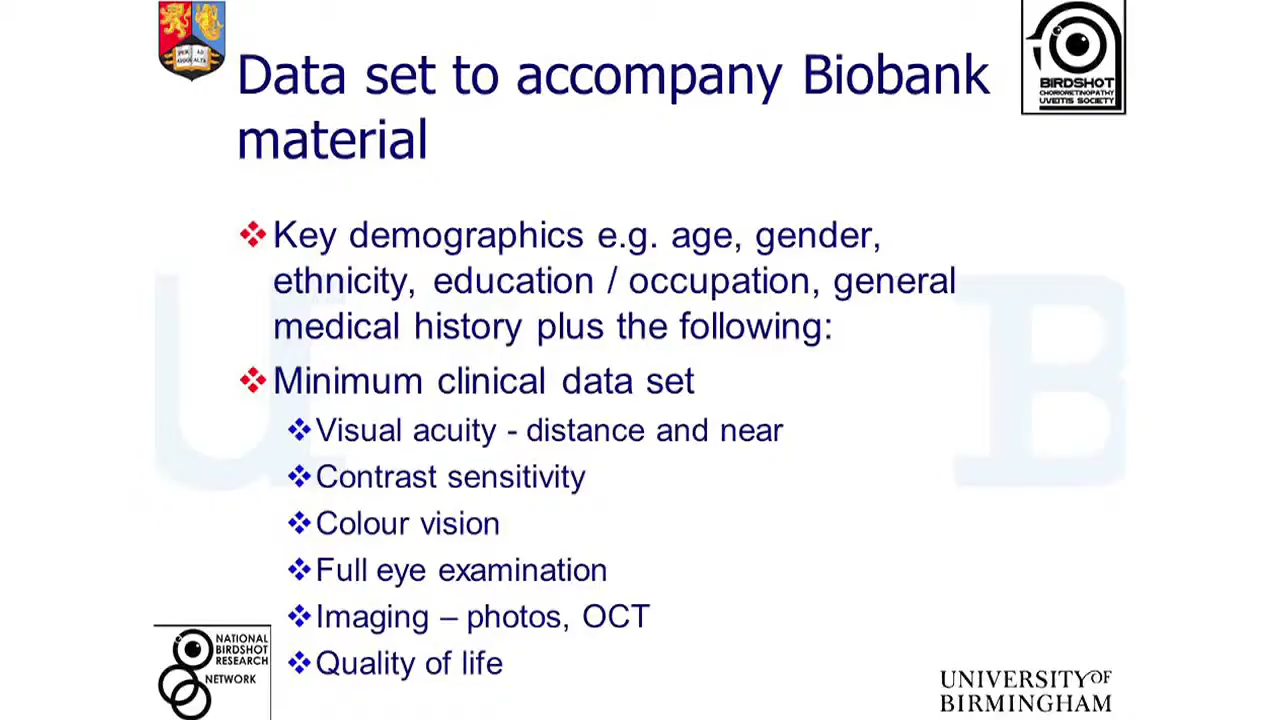 Data set to accompany Biobank
material
BIRDSHOT
CHORIORETINOPATHY
UVEITIS SOCIETY
❖Key demographics e.g. age, gender,
ethnicity, education / occupation, general
medical history plus the following:
❖Minimum clinical data set
❖Visual acuity - distance and near
❖Contrast sensitivity
❖Colour vision
❖Full eye examination
❖Imaging – photos, OCT
❖Quality of life
U B
NATIONAL
BIRDSHOT
RESEARCH
NETWORK
UNIVERSITY OF
BIRMINGHAM